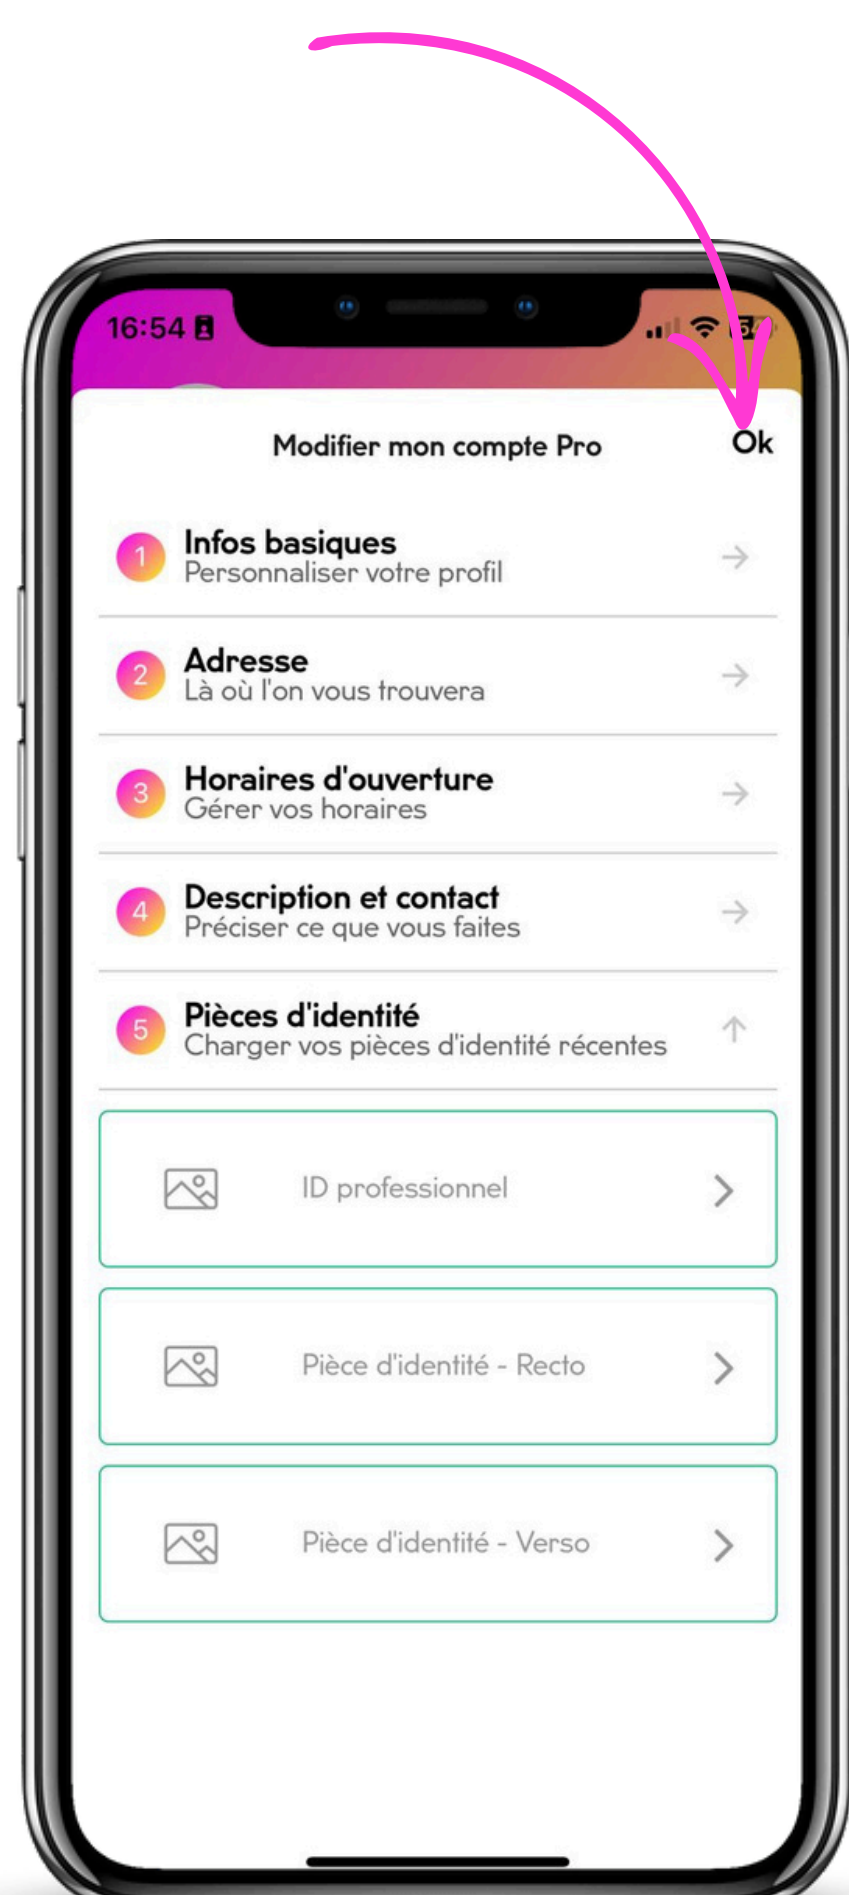 16:54
54
Modifier mon compte Pro
Ok
1
Infos basiques
Personnaliser votre profil
2
Adresse
Là où l'on vous trouvera
3
Horaires d'ouverture
Gérer vos horaires
4
Description et contact
Préciser ce que vous faites
5
Pièces d'identité
Charger vos pièces d'identité récentes
ID professionnel
Pièce d'identité - Recto
Pièce d'identité - Verso